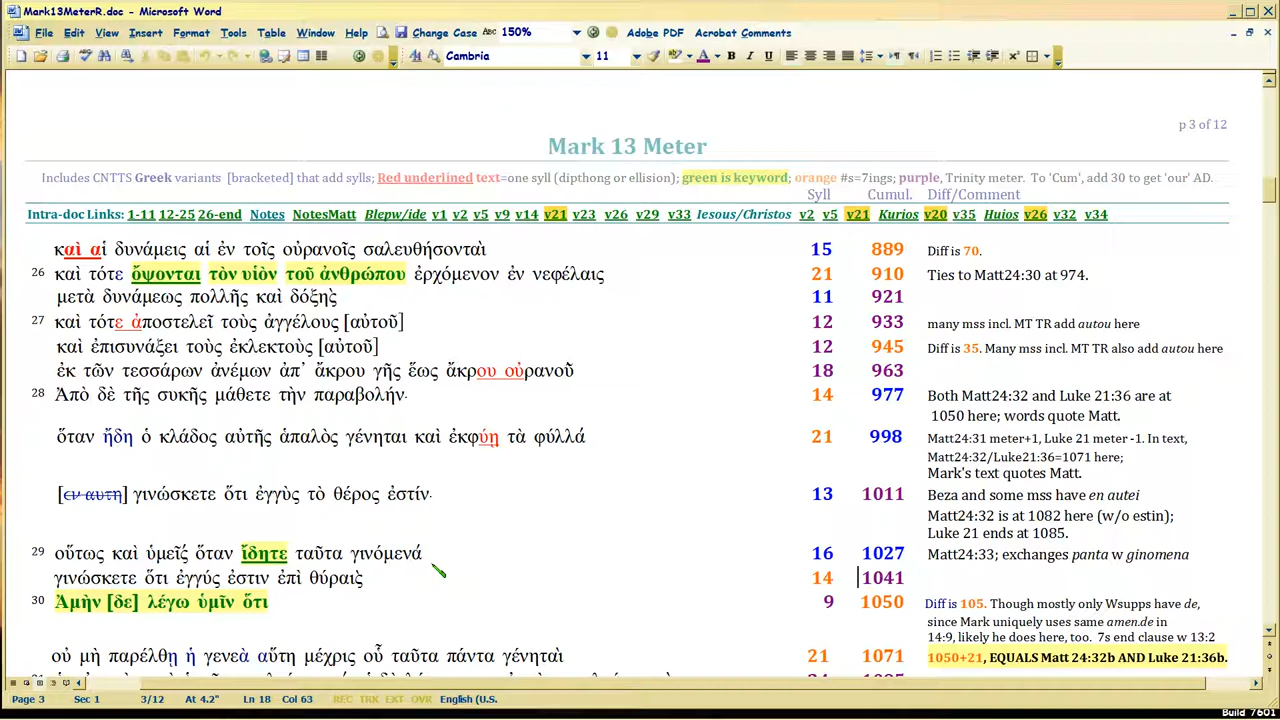 Mark13MeterR.doc - Microsoft Word
File Edit View Insert Format Tools Table Window Help Change Case ABC 150% Adobe PDF Acrobat Comments
Cambria 11 B I U
p 3 of 12
Mark 13 Meter
Includes CNTTS Greek variants [bracketed] that add sylls; Red underlined text=one syll (dipthong or ellision); green is keyword; orange #s=7ings; purple, Trinity meter. To 'Cum', add 30 to get 'our' AD.
Syll Cumul. Diff/Comment
Intra-doc Links: 1-11 12-25 26-end Notes NotesMatt Blepw/ide v1 v2 v5 v9 v14 v21 v23 v26 v29 v33 Iesous/Christos v2 v5 v21 Kurios v20 v35 Huios v26 v32 v34
καὶ αἱ δυνάμεις αἱ ἐν τοῖς οὐρανοῖς σαλευθήσονταὶ 15 889 Diff is 70.
26 καὶ τότε ὄψονται τὸν υἱὸν τοῦ ἀνθρώπου ἐρχόμενον ἐν νεφέλαις 21 910 Ties to Matt24:30 at 974.
μετὰ δυνάμεως πολλῆς καὶ δόξης̀ 11 921
27 καὶ τότε ἀποστελεῖ τοὺς ἀγγέλους [αὐτοῦ] 12 933 many mss incl. MT TR add autou here
καὶ ἐπισυνάξει τοὺς ἐκλεκτοὺς [αὐτοῦ] 12 945 Diff is 35. Many mss incl. MT TR also add autou here
ἐκ τῶν τεσσάρων ἀνέμων ἀπ᾽ ἄκρου γῆς ἕως ἄκρου οὐρανοῦ 18 963
28 Ἀπὸ δὲ τῆς συκῆς μάθετε τὴν παραβολήν· 14 977 Both Matt24:32 and Luke 21:36 are at
1050 here; words quote Matt.
ὅταν ἤδη ὁ κλάδος αὐτῆς ἁπαλὸς γένηται καὶ ἐκφύῃ τὰ φύλλά 21 998 Matt24:31 meter+1, Luke 21 meter -1. In text,
Matt24:32/Luke21:36=1071 here;
Mark's text quotes Matt.
[εν αυτη] γινώσκετε ὅτι ἐγγὺς τὸ θέρος ἐστίν· 13 1011 Beza and some mss have en autei
Matt24:32 is at 1082 here (w/o estin);
Luke 21 ends at 1085.
29 οὕτως καὶ ὑμεῖς́ ὅταν ἴδητε ταῦτα γινόμενά 16 1027 Matt24:33; exchanges panta w ginomena
γινώσκετε ὅτι ἐγγύς ἐστιν ἐπὶ θύραις̀ 14 1041
30 Ἀμὴν [δε] λέγω ὑμῖν ὅτι 9 1050 Diff is 105. Though mostly only Wsupps have de,
since Mark uniquely uses same amen.de in
14:9, likely he does here, too. 7s end clause w 13:2
οὐ μὴ παρέλθῃ ἡ γενεὰ αὕτη μέχρις οὗ ταῦτα πάντα γένηταὶ 21 1071 1050+21, EQUALS Matt 24:32b AND Luke 21:36b.
Page 3 Sec 1 3/12 At 4.2" Ln 18 Col 63 REC TRK EXT OVR English (U.S.
Build 7601